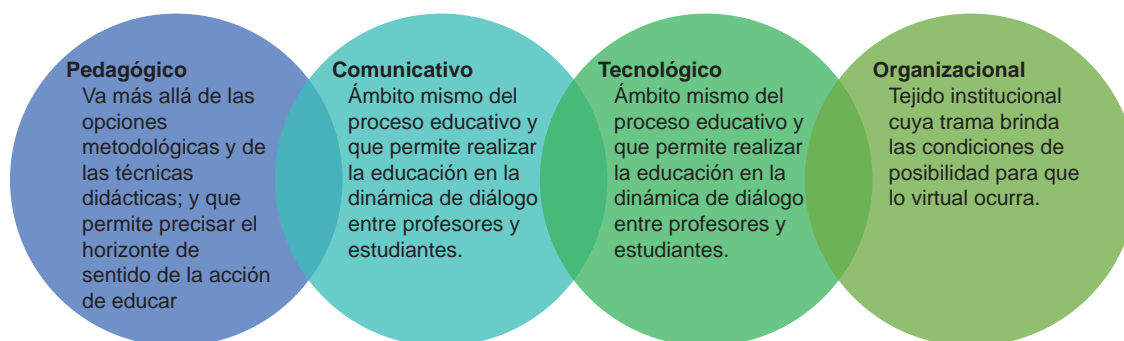 Pedagógico
Va más allá de las
opciones
metodológicas y de
las técnicas
didácticas; y que
permite precisar el
horizonte de
sentido de la acción
de educar
Comunicativo
Ámbito mismo del
proceso educativo y
que permite realizar
la educación en la
dinámica de diálogo
entre profesores y
estudiantes.
Tecnológico
Ámbito mismo del
proceso educativo y
que permite realizar
la educación en la
dinámica de diálogo
entre profesores y
estudiantes.
Organizacional
Tejido institucional
cuya trama brinda
las condiciones de
posibilidad para que
lo virtual ocurra.